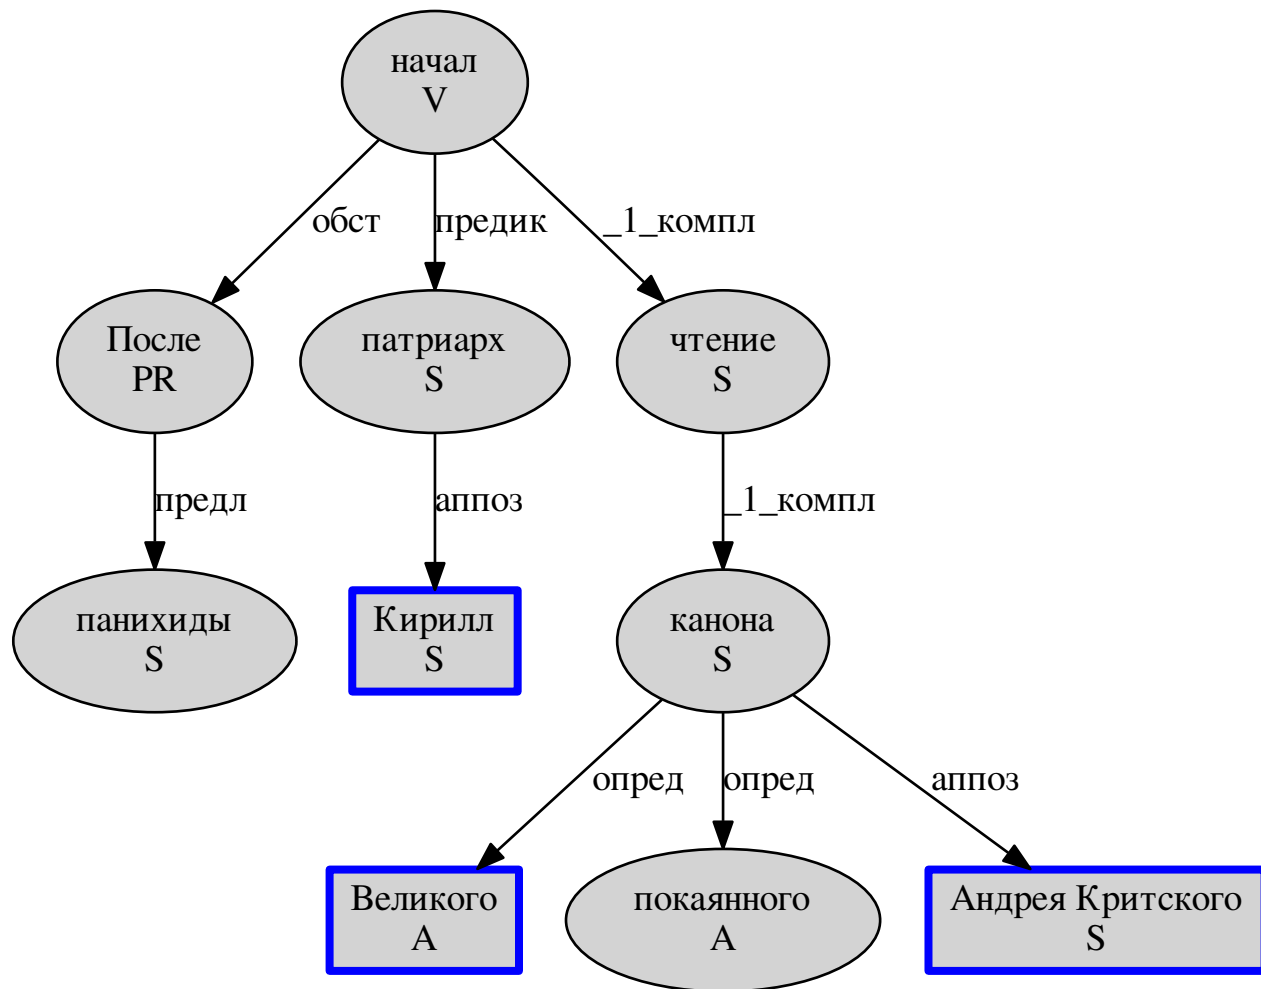 начал
V
обст
предик
_1_компл
После
PR
патриарх
S
чтение
S
предл
аппоз
_1_компл
панихиды
S
Кирилл
S
канона
S
опред
опред
аппоз
Великого
A
покаянного
A
Андрея Критского
S